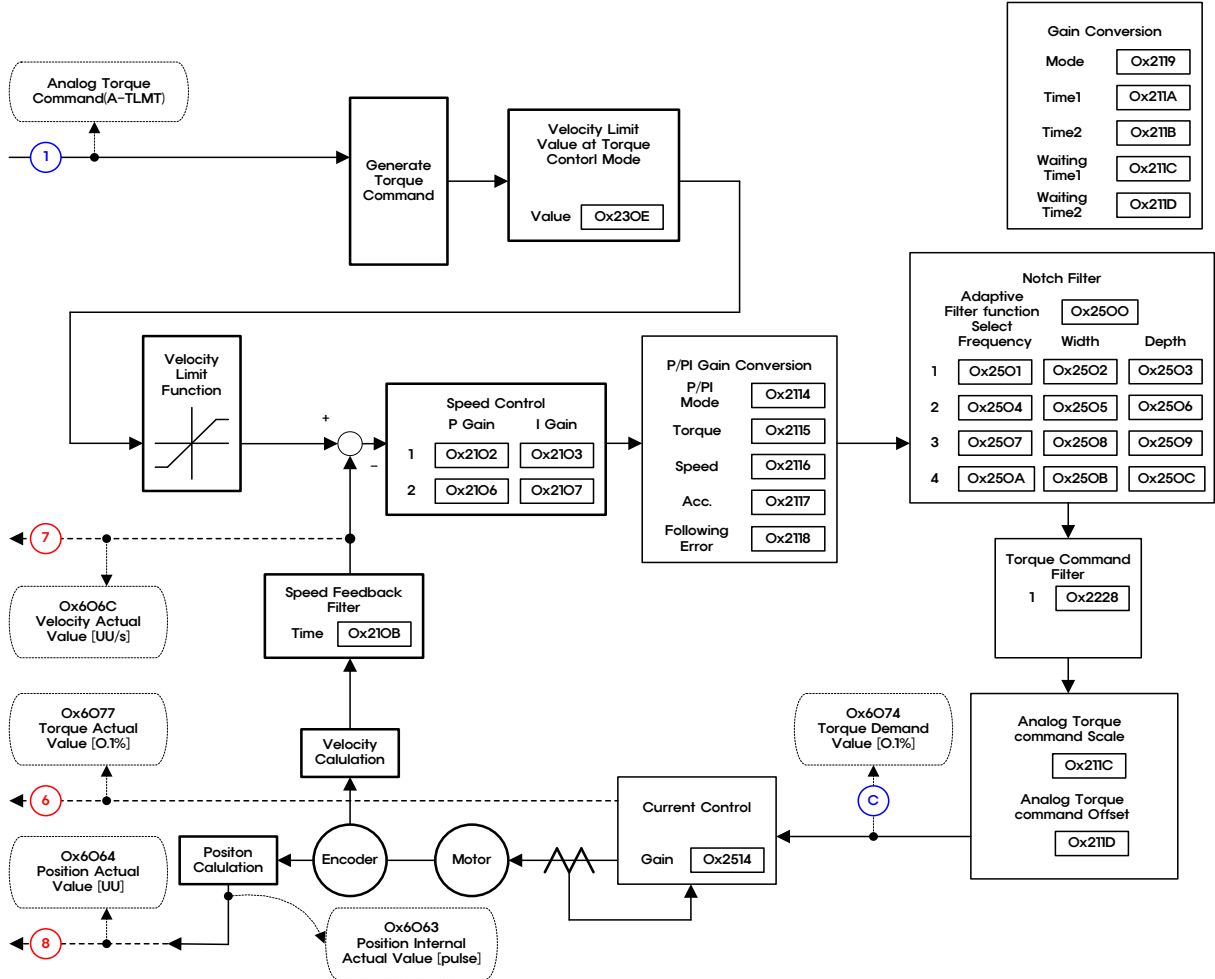 Analog Torque
Command(A-TLMT)
1
Generate
Torque
Command
Velocity Limit
Value at Torque
Contorl Mode
Value 0x230E
Gain Conversion
Mode 0x2119
Time1 0x211A
Time2 0x211B
Waiting
Time1 0x211C
Waiting
Time2 0x211D
Velocity
Limit
Function
+
−
Speed Control
P Gain I Gain
1 0x2102 0x2103
2 0x2106 0x2107
P/PI Gain Conversion
P/PI
Mode 0x2114
Torque 0x2115
Speed 0x2116
Acc. 0x2117
Following
Error 0x2118
Notch Filter
Adaptive
Filter function
Select 0x2500
Frequency Width Depth
1 0x2501 0x2502 0x2503
2 0x2504 0x2505 0x2506
3 0x2507 0x2508 0x2509
4 0x250A 0x250B 0x250C
7
0x606C
Velocity Actual
Value [UU/s]
Speed Feedback
Filter
Time 0x210B
Torque Command
Filter
1 0x2228
0x6077
Torque Actual
Value [0.1%]
Velocity
Calulation
0x6074
Torque Demand
Value [0.1%]
Analog Torque
command Scale
0x211C
Analog Torque
command Offset
0x211D
6
C
Current Control
Gain 0x2514
0x6064
Position Actual
Value [UU]
Positon
Calulation
Encoder
Motor
8
0x6063
Position Internal
Actual Value [pulse]